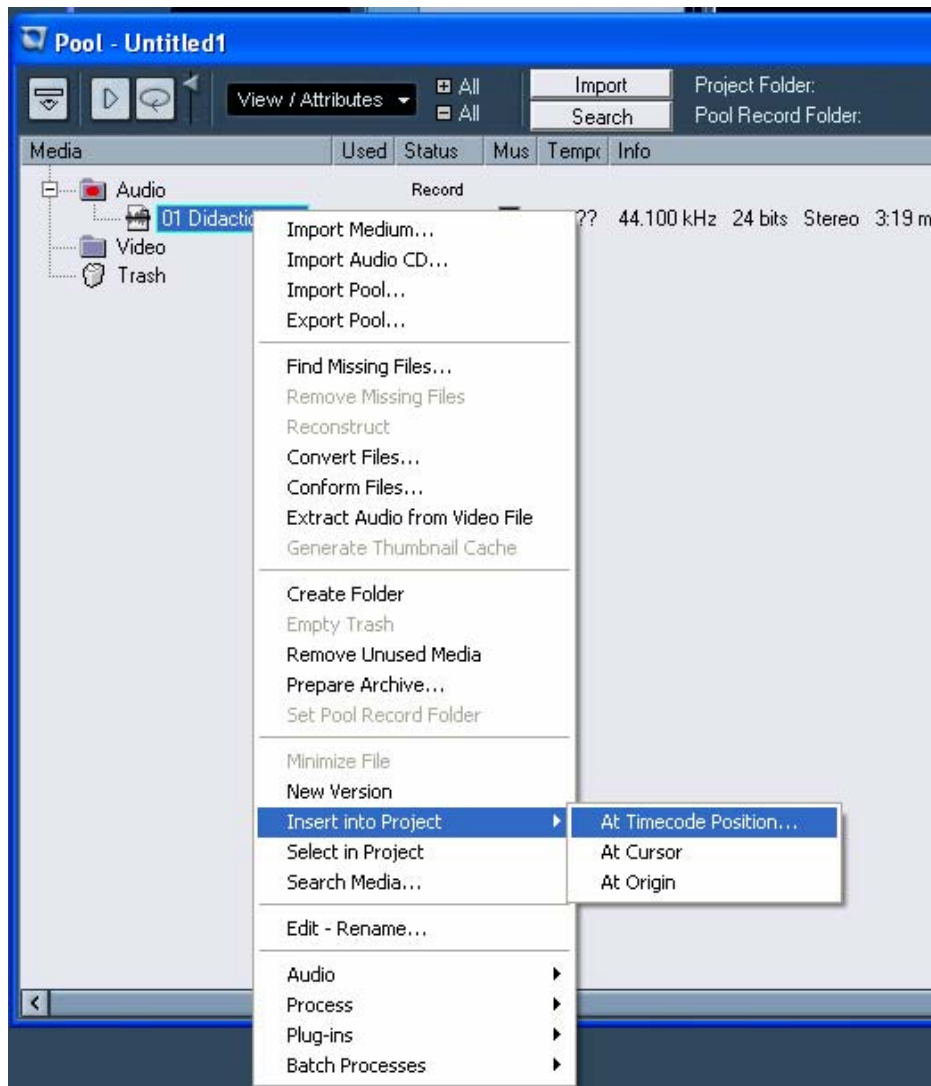 Pool - Untitled1
View / Attributes
All
All
Import
Search
Project Folder:
Pool Record Folder:
Media Used Status Mus Info
Audio Record
01 ?? 44.100 kHz 24 bits Stereo 3:19
Video
Trash
Import Medium...
Import Audio CD...
Import Pool...
Export Pool...
Find Missing Files...
Remove Missing Files
Reconstruct
Convert Files...
Conform Files...
Extract Audio from Video File
Generate Thumbnail Cache
Create Folder
Empty Trash
Remove Unused Media
Prepare Archive...
Set Pool Record Folder
Minimize File
New Version
Insert into Project
At Timecode Position...
Select in Project
At Cursor
Search Media...
At Origin
Edit - Rename...
Audio
Process
Plug-ins
Batch Processes